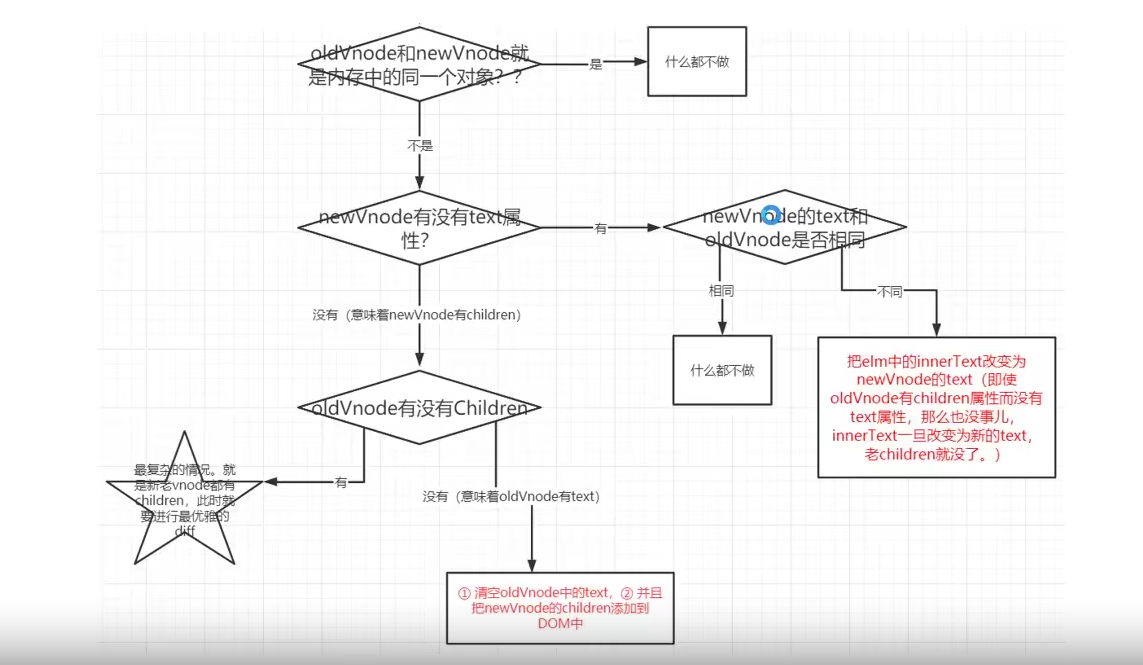 oldVnode和newVnode就
是内存中的同一个对象？？
是
什么都不做
不是
newVnode有没有text属
性？
有
newVnode的text和
oldVnode是否相同
没有（意味着newVnode有children）
相同
不同
什么都不做
把elm中的innerText改变为
newVnode的text（即使
oldVnode有children属性而没有
text属性，那么也没事儿，
innerText一旦改变为新的text，
老children就没了。）
oldVnode有没有Children
有
没有（意味着oldVnode有text）
最复杂的情况。就
是新老vnode都有
children，此时就
要进行最优雅的
diff
① 清空oldVnode中的text，② 并且
把newVnode的children添加到
DOM中